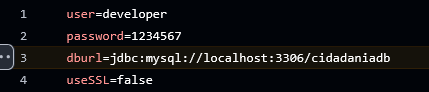 1 user=developer
2 password=1234567
3 dburl=jdbc:mysql://localhost:3306/cidadaniadb
4 useSSL=false